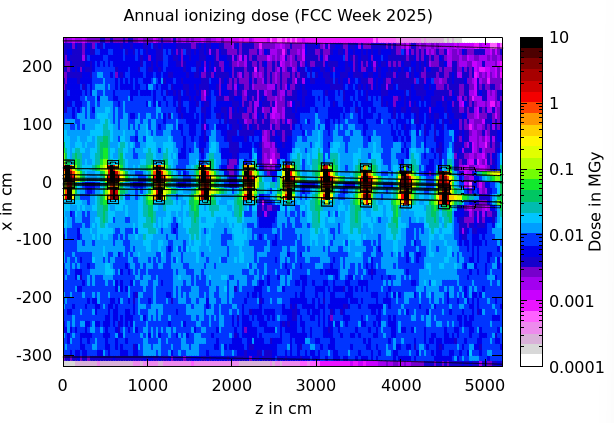 Annual ionizing dose (FCC Week 2025)
200
100
0
-100
-200
-300
x in cm
0 1000 2000 3000 4000 5000
z in cm
10
1
0.1
0.01
0.001
0.0001
Dose in MGy